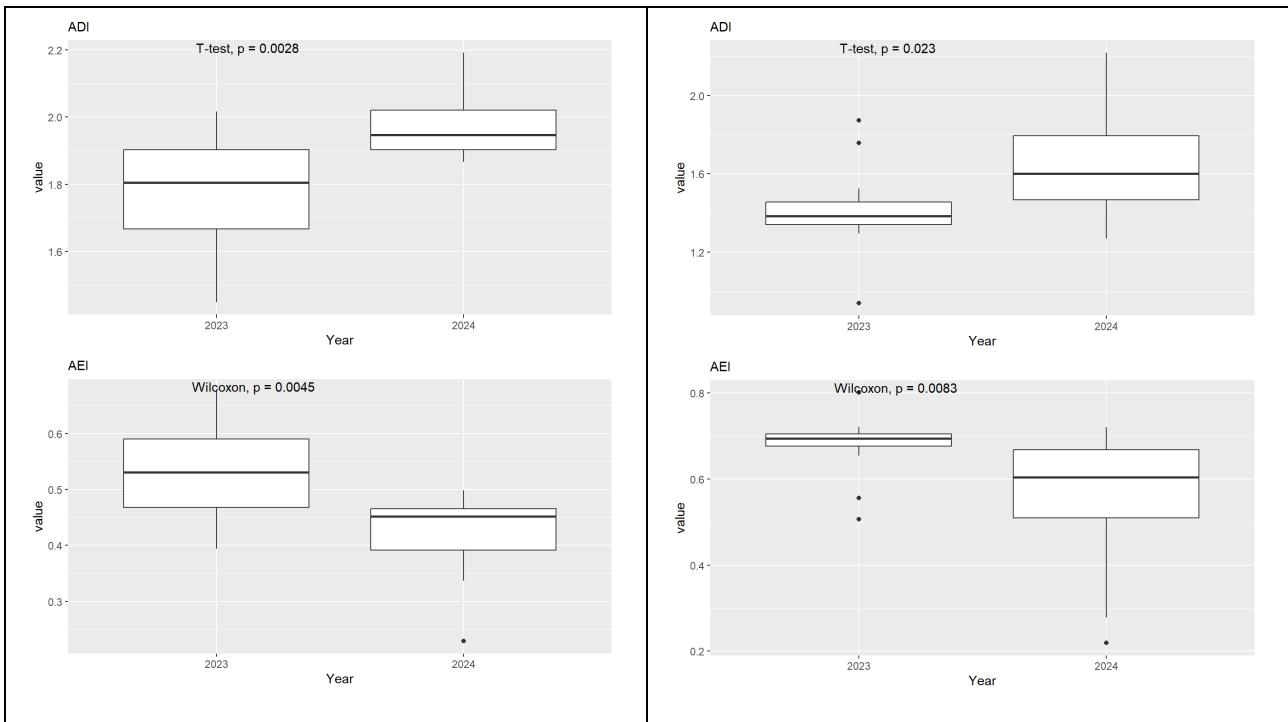 ADI
T-test, p = 0.0028
2.2
2.0
1.8
1.6
value
2023
2024
Year
AEI
Wilcoxon, p = 0.0045
0.6
0.5
0.4
0.3
value
2023
2024
Year
ADI
T-test, p = 0.023
2.0
1.6
1.2
value
2023
2024
Year
AEI
Wilcoxon, p = 0.0083
0.8
0.6
0.4
0.2
value
2023
2024
Year